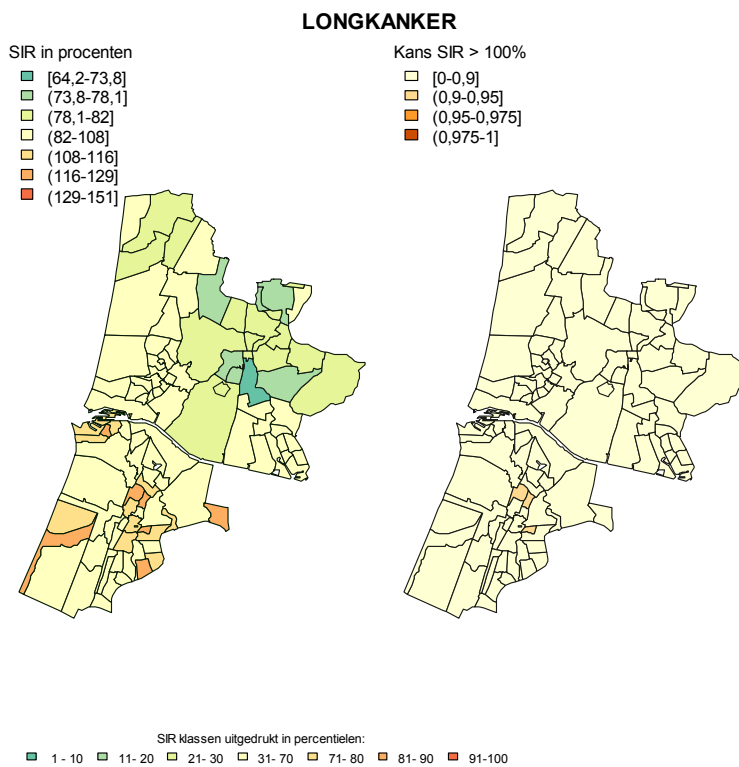 LONGKANKER
SIR in procenten
[64,2-73,8]
(73,8-78,1]
(78,1-82]
(82-108]
(108-116]
(116-129]
(129-151]
Kans SIR > 100%
[0-0,9]
(0,9-0,95]
(0,95-0,975]
(0,975-1]
SIR klassen uitgedrukt in percentielen:
1 - 10 11- 20 21- 30 31- 70 71- 80 81- 90 91-100